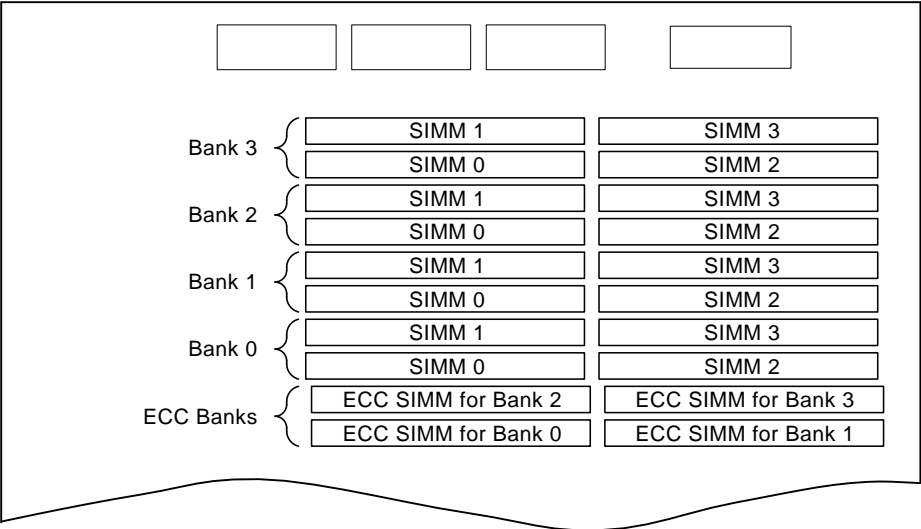 SIMM 1 SIMM 3
Bank 3
SIMM 0 SIMM 2
SIMM 1 SIMM 3
Bank 2
SIMM 0 SIMM 2
SIMM 1 SIMM 3
Bank 1
SIMM 0 SIMM 2
SIMM 1 SIMM 3
Bank 0
SIMM 0 SIMM 2
ECC SIMM for Bank 2 ECC SIMM for Bank 3
ECC Banks
ECC SIMM for Bank 0 ECC SIMM for Bank 1